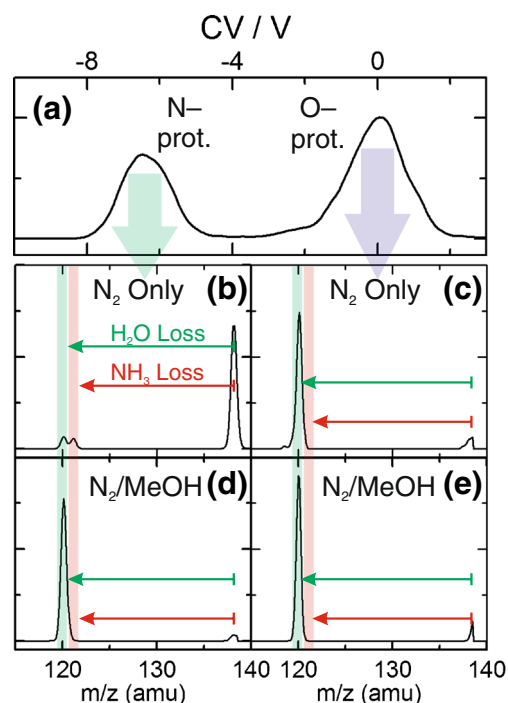 CV / V
-8 -4 0
(a)
N–
prot.
O–
prot.
N₂ Only (b)
N₂ Only (c)
H₂O Loss
NH₃ Loss
N₂/MeOH (d)
N₂/MeOH (e)
120 130 140 120 130 140
m/z (amu) m/z (amu)